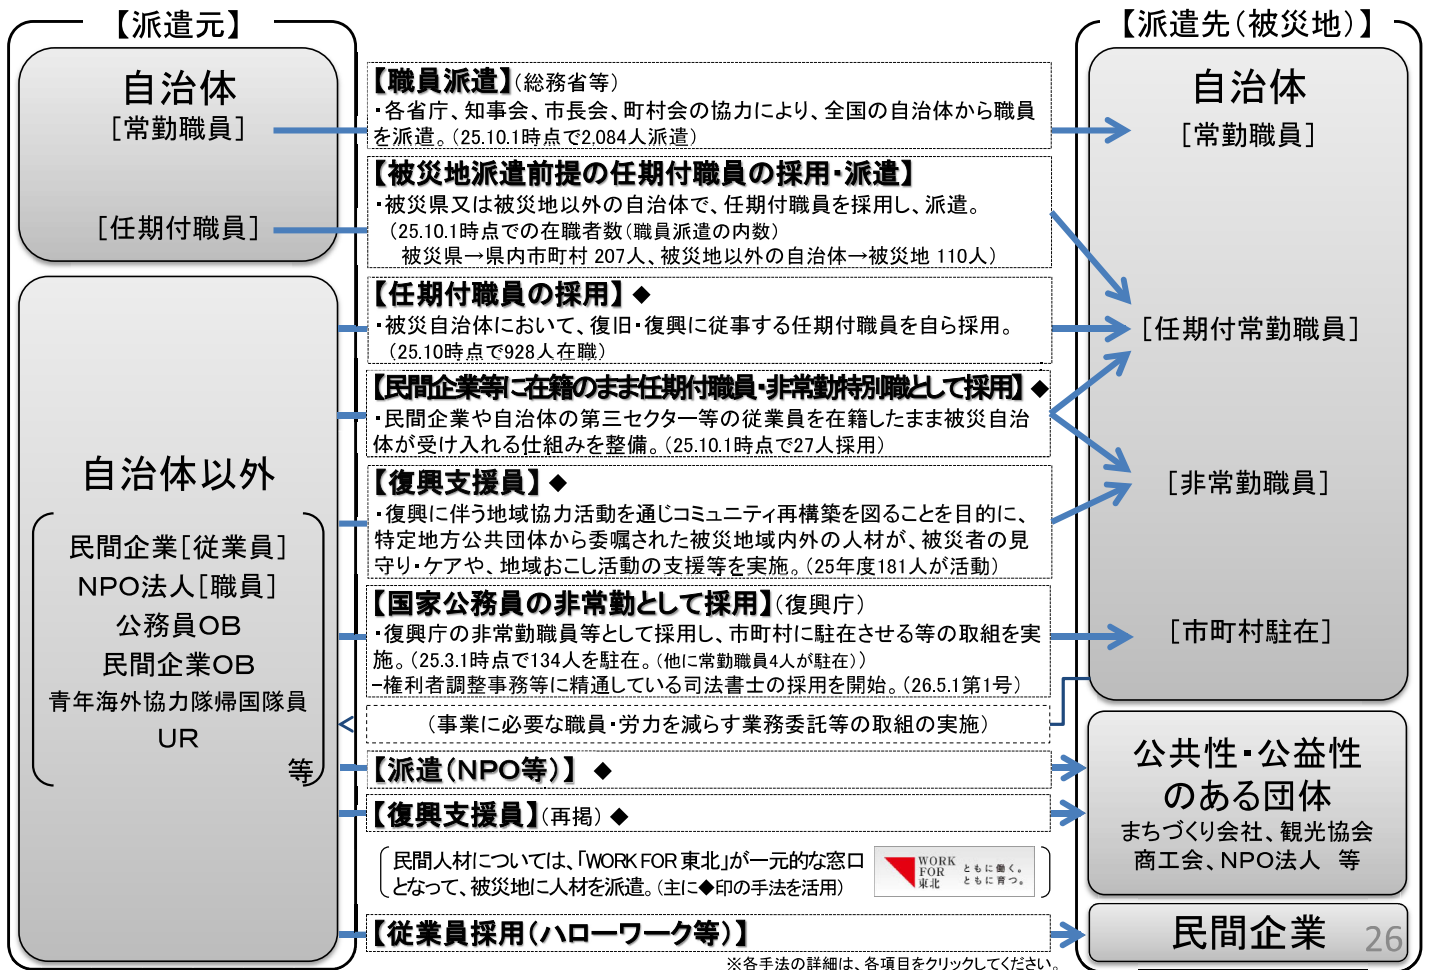 【派遣元】
自治体
[常勤職員]
[任期付職員]
自治体以外
民間企業[従業員]
NPO法人[職員]
公務員OB
民間企業OB
青年海外協力隊帰国隊員
UR
等
【職員派遣】(総務省等)
・各省庁、知事会、市長会、町村会の協力により、全国の自治体から職員
を派遣。(25.10.1時点で2,084人派遣)
【被災地派遣前提の任期付職員の採用・派遣】
・被災県又は被災地以外の自治体で、任期付職員を採用し、派遣。
(25.10.1時点での在職者数(職員派遣の内数)
被災県→県内市町村 207人、被災地以外の自治体→被災地 110人)
【任期付職員の採用】◆
・被災自治体において、復旧・復興に従事する任期付職員を自ら採用。
(25.10時点で928人在職)
【民間企業等に在籍のまま任期付職員・非常勤特別職として採用】◆
・民間企業や自治体の第三セクター等の従業員を在籍したまま被災自治
体が受け入れる仕組みを整備。(25.10.1時点で27人採用)
【復興支援員】◆
・復興に伴う地域協力活動を通じコミュニティ再構築を図ることを目的に、
特定地方公共団体から委嘱された被災地域内外の人材が、被災者の見
守り・ケアや、地域おこし活動の支援等を実施。(25年度181人が活動)
【国家公務員の非常勤として採用】(復興庁)
・復興庁の非常勤職員等として採用し、市町村に駐在させる等の取組を実
施。(25.3.1時点で134人を駐在。(他に常勤職員4人が駐在))
-権利者調整事務等に精通している司法書士の採用を開始。(26.5.1第1号)
(事業に必要な職員・労力を減らす業務委託等の取組の実施)
【派遣(NPO等)】 ◆
【復興支援員】(再掲)◆
民間人材については、「WORK FOR 東北」が一元的な窓口
となって、被災地に人材を派遣。(主に◆印の手法を活用)
WORK
FOR
東北
ともに働く。
ともに育つ。
【従業員採用(ハローワーク等)】
※各手法の詳細は、各項目をクリックしてください。
【派遣先(被災地)】
自治体
[常勤職員]
[任期付常勤職員]
[非常勤職員]
[市町村駐在]
公共性・公益性
のある団体
まちづくり会社、観光協会
商工会、NPO法人 等
民間企業
26